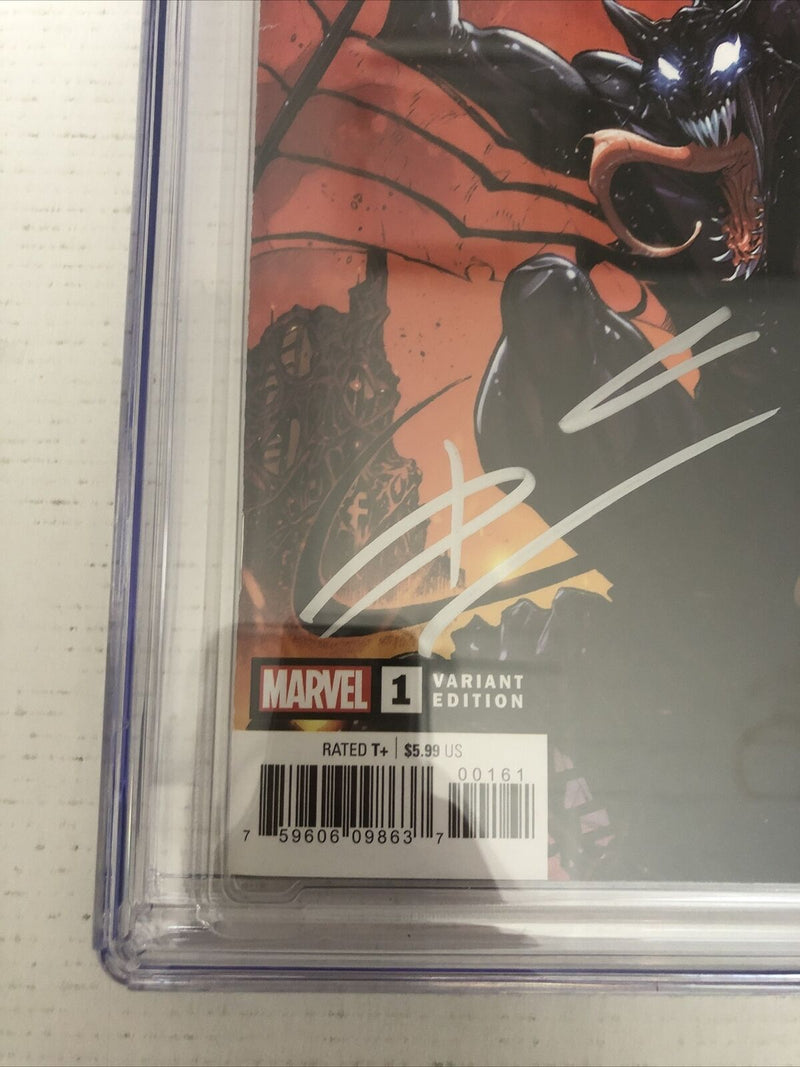 MARVEL 1 VARIANT
EDITION
RATED T+ | $5.99 US
00161
7 59606 09863 7